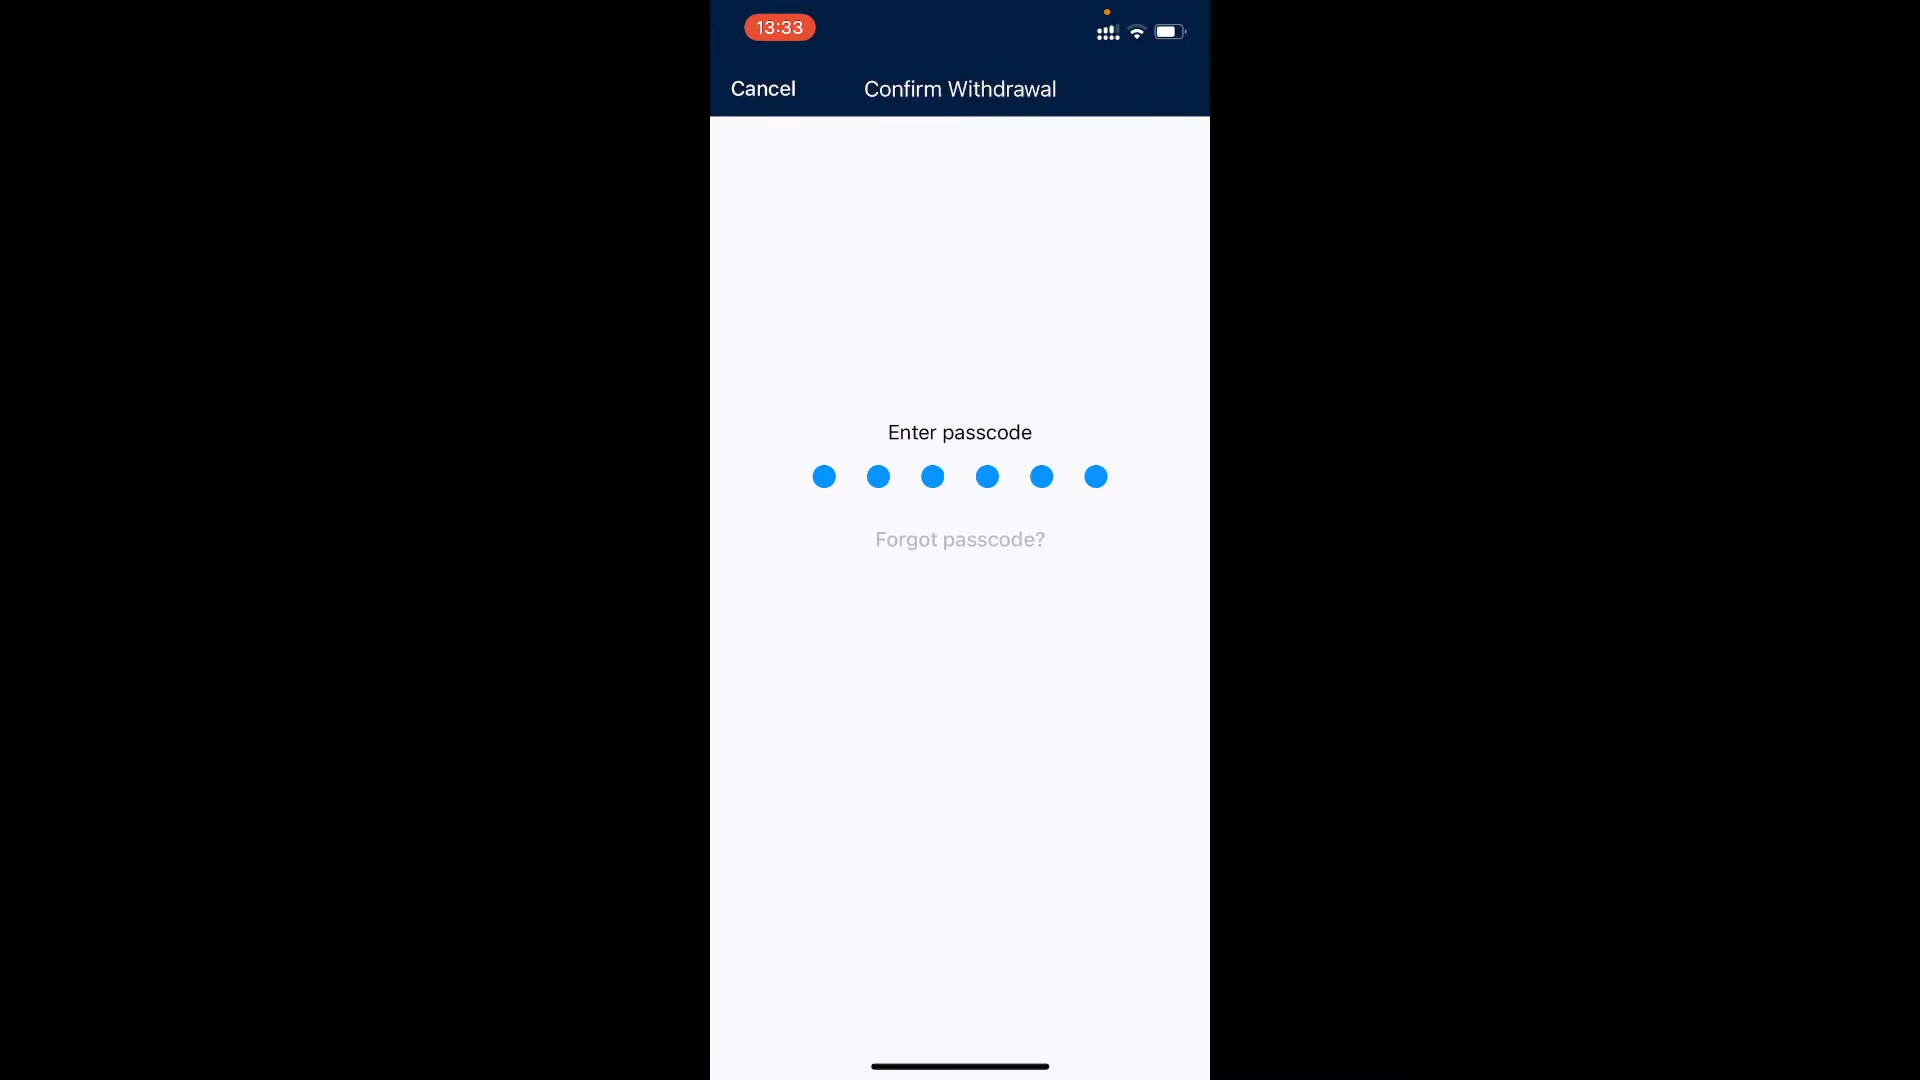 13:33
Cancel
Confirm Withdrawal
Enter passcode
Forgot passcode?